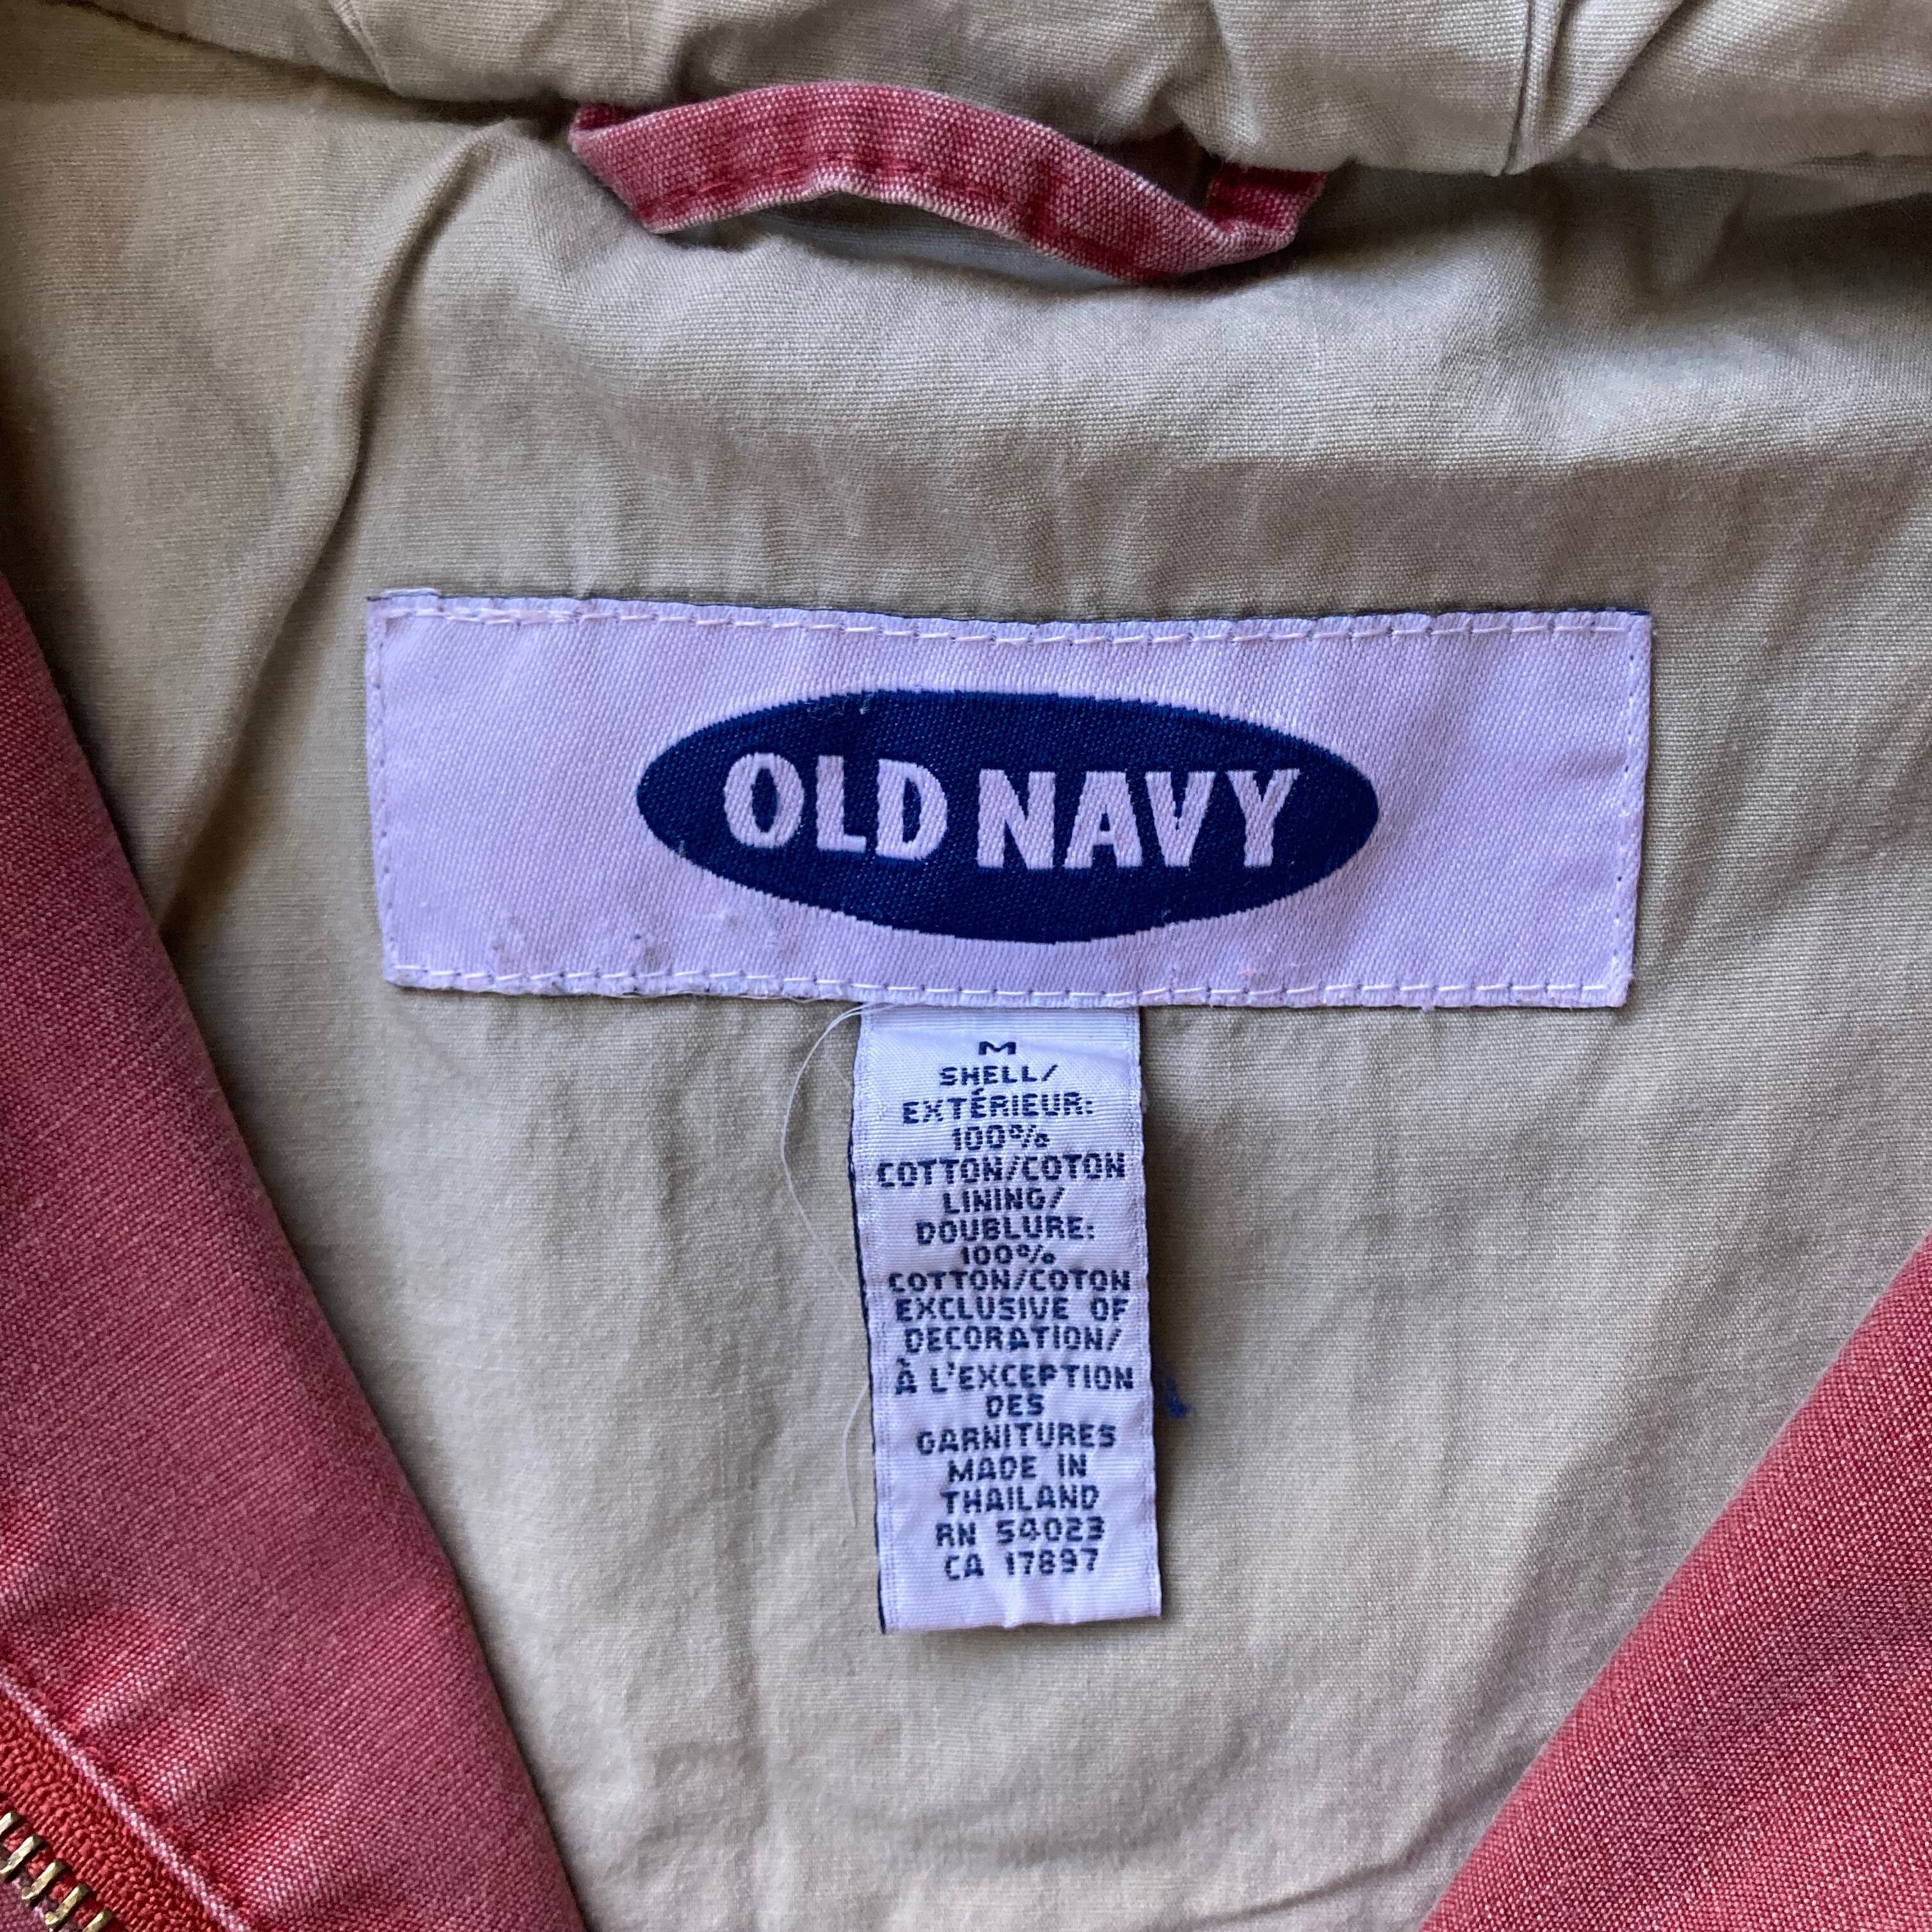 OLD NAVY
M
SHELL/
EXTÉRIEUR:
100%
COTTON/COTON
LINING/
DOUBLURE:
100%
COTTON/COTON
EXCLUSIVE OF
DECORATION/
À L'EXCEPTION
DES
GARNITURES
MADE IN
THAILAND
RN 54023
CA 17897